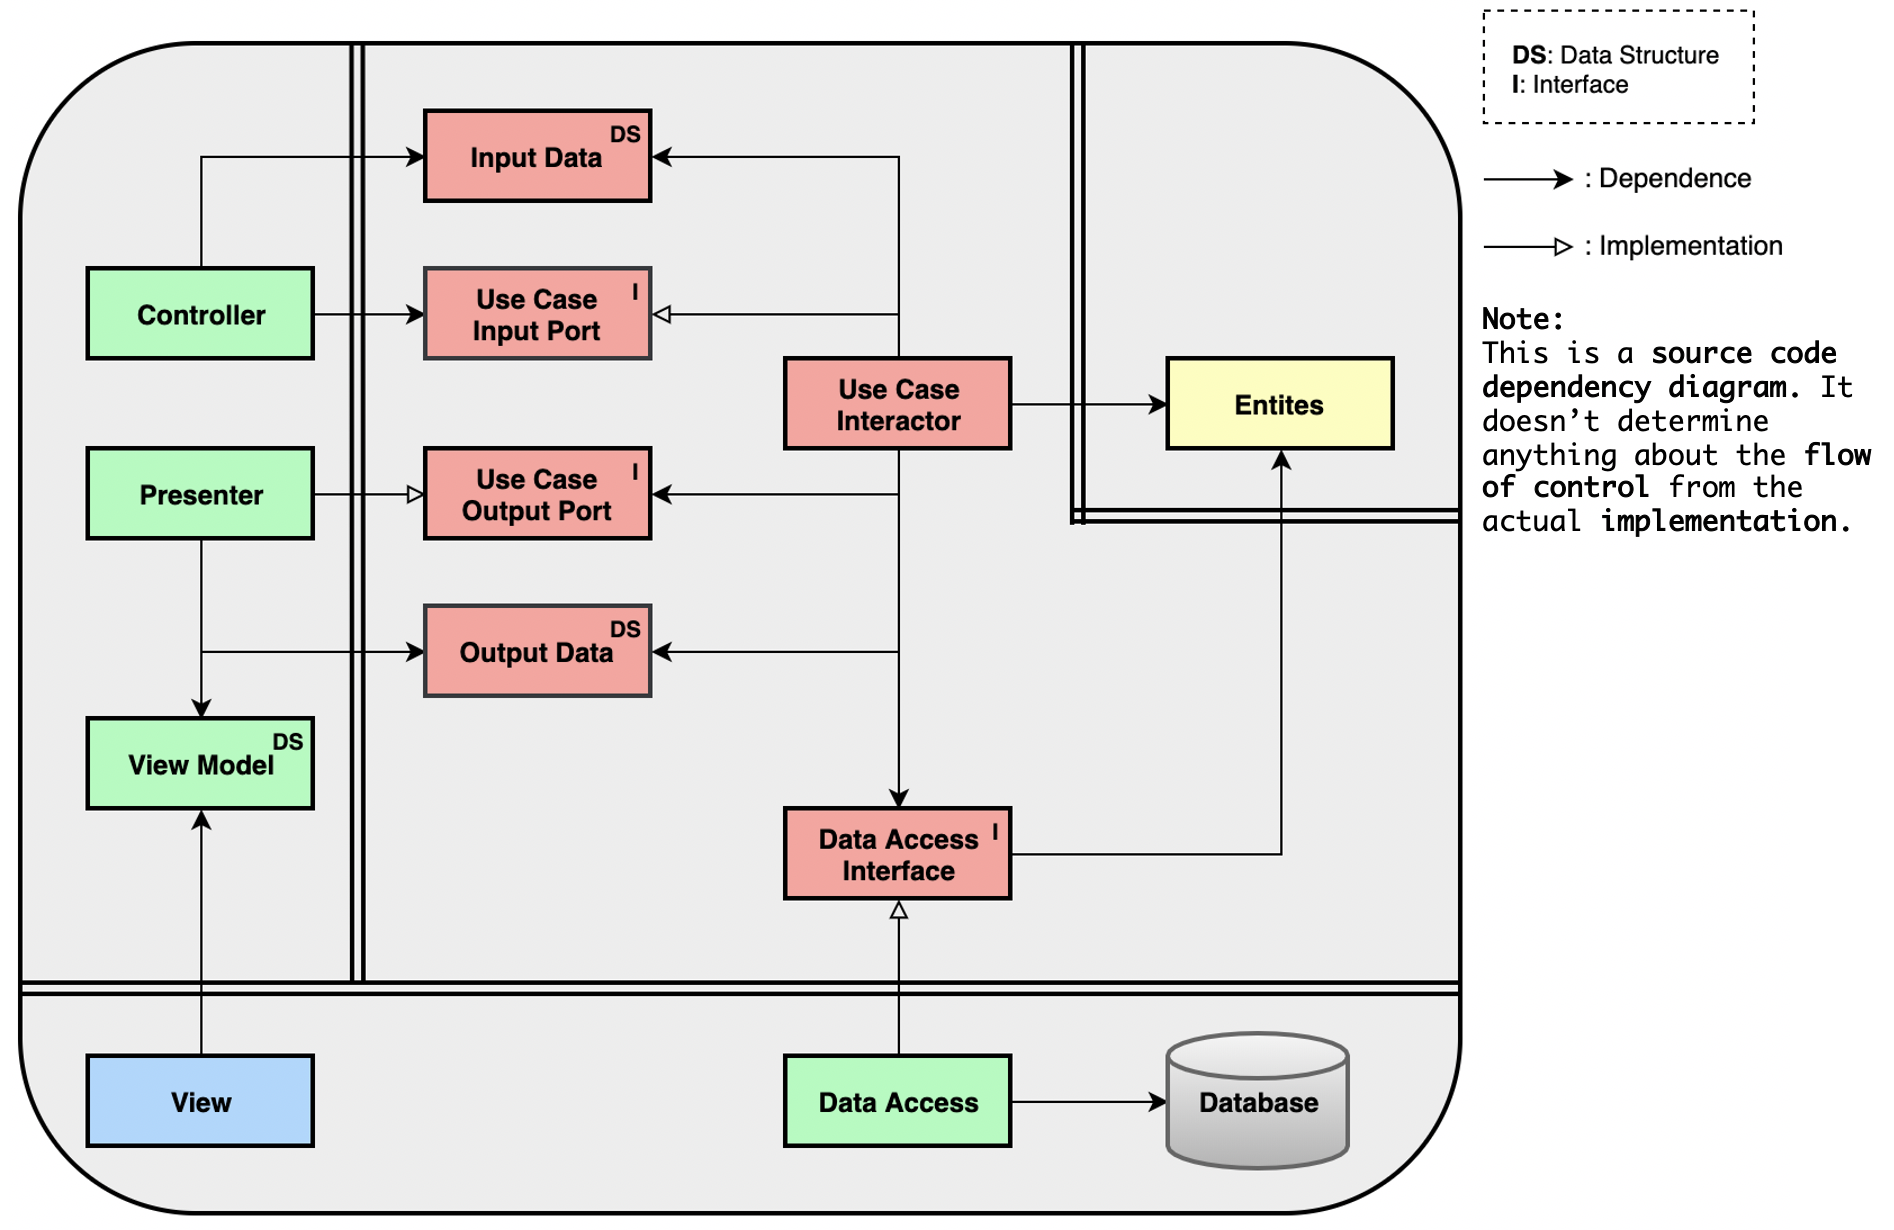 DS: Data Structure
I: Interface
: Dependence
: Implementation
Note:
This is a source code
dependency diagram. It
doesn’t determine
anything about the flow
of control from the
actual implementation.
DS
Input Data
Controller
I
Use Case
Input Port
Use Case
Interactor
Entites
Presenter
I
Use Case
Output Port
DS
Output Data
DS
View Model
I
Data Access
Interface
View
Data Access
Database